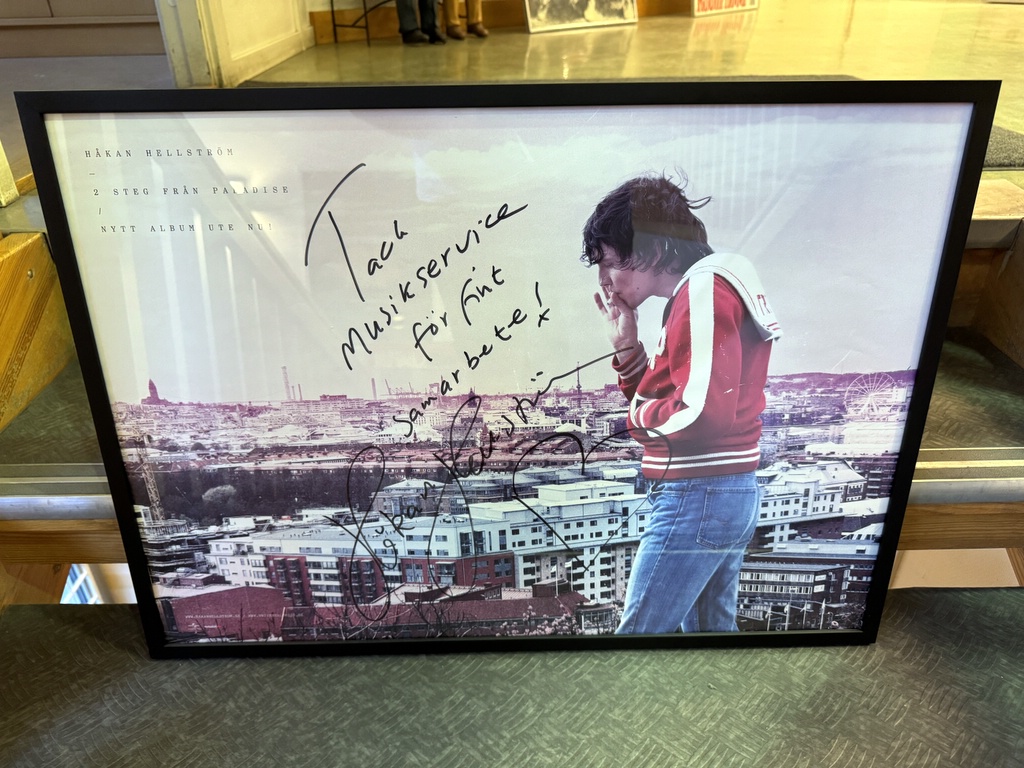 HÅKAN HELLSTRÖM
–
2 STEG FRÅN PARADISE
/
NYTT ALBUM UTE NU!
Tack
Musikservice
för fint
samarbete!
x